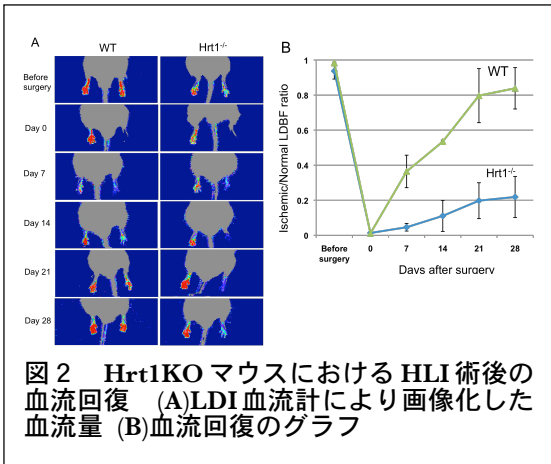 A
WT
Hrt1-/-
Before
surgery
Day 0
Day 7
Day 14
Day 21
Day 28
B
Ischemic/Normal LDBF ratio
1
0.8
0.6
0.4
0.2
0
WT
Hrt1-/-
Before
surgery
0 7 14 21 28
Days after surgery
図2 Hrt1KO マウスにおける HLI 術後の
血流回復 (A)LDI血流計により画像化した
血流量 (B)血流回復のグラフ